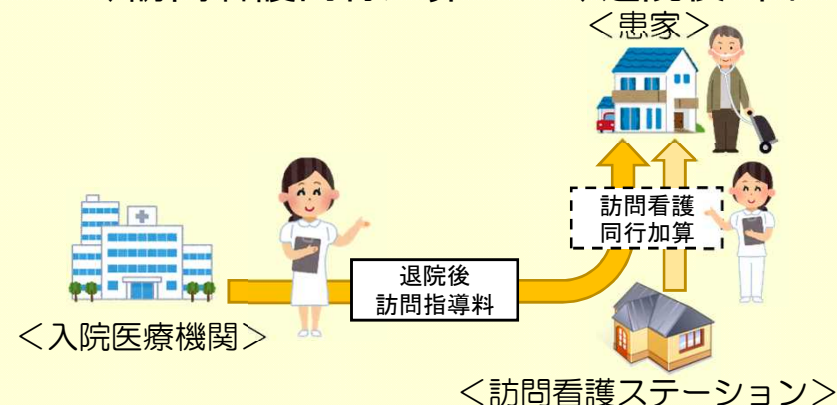 ＜患家＞
訪問看護
同行加算
退院後
訪問指導料
＜入院医療機関＞
＜訪問看護ステーション＞